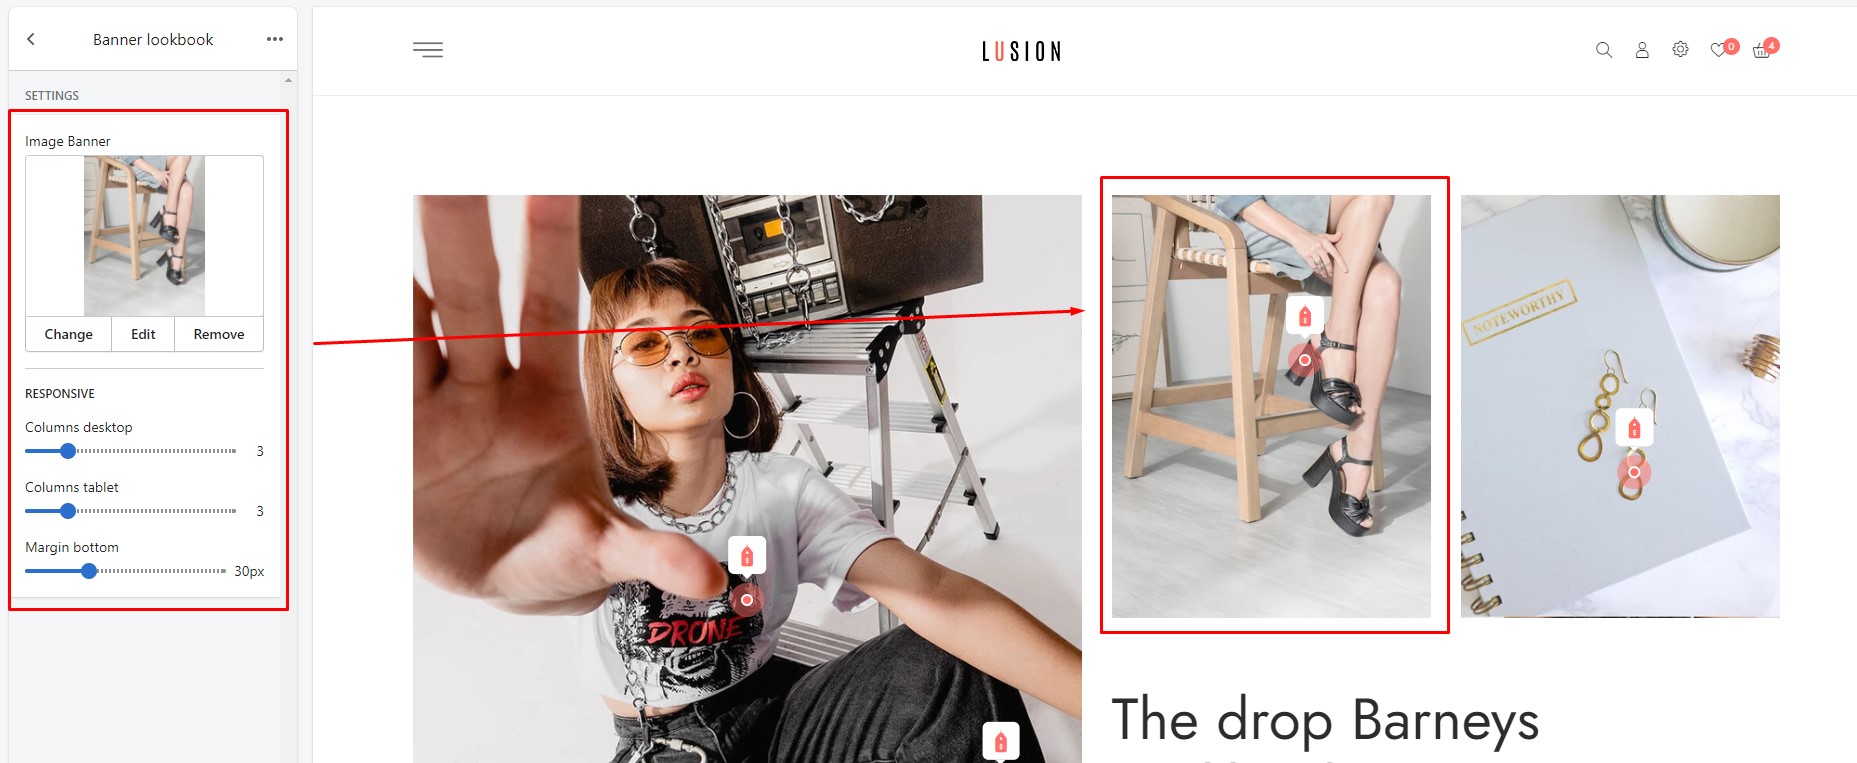 Banner lookbook
SETTINGS
Image Banner
Change Edit Remove
RESPONSIVE
Columns desktop
3
Columns tablet
3
Margin bottom
30px
LUSION
0
4
NOTEWORTHY
DRONE
The drop Barneys